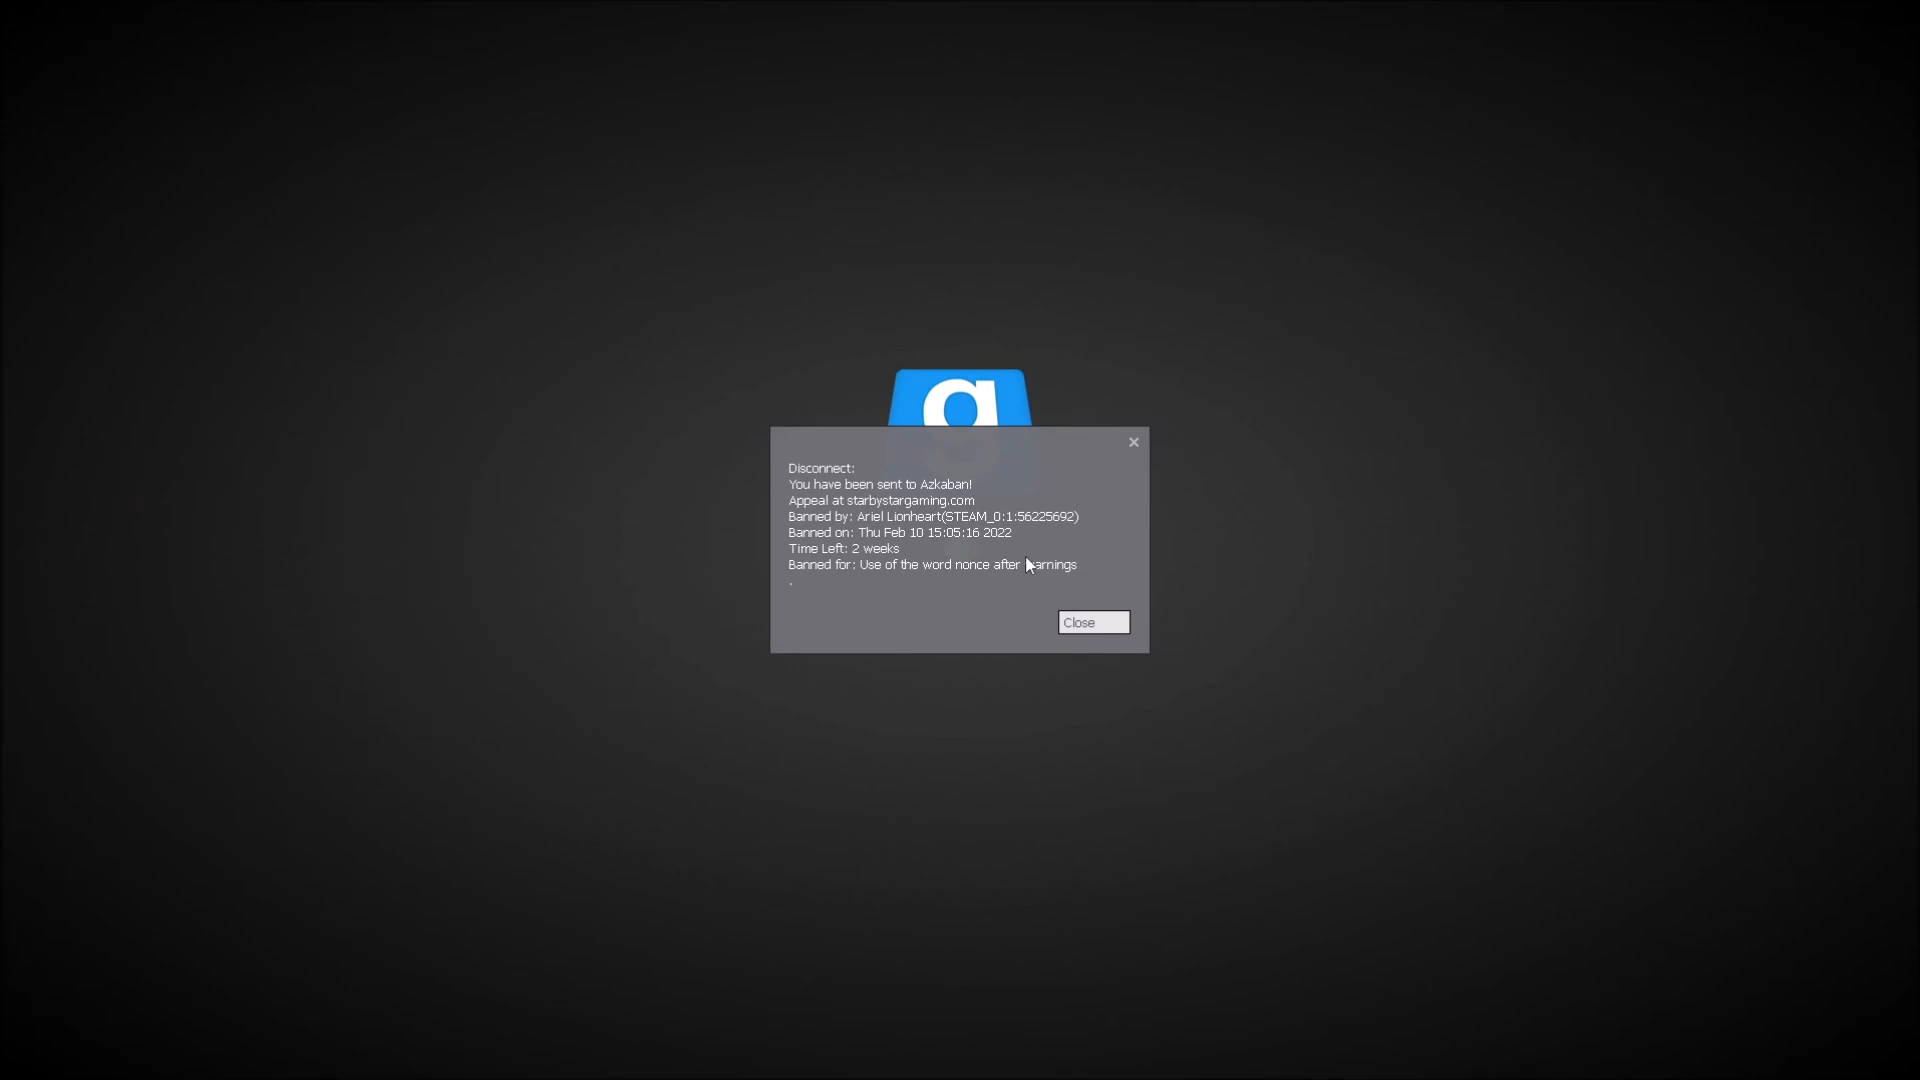 g
Disconnect:
You have been sent to Azkaban!
Appeal at starbystargaming.com
Banned by: Ariel Lionheart(STEAM_0:1:56225692)
Banned on: Thu Feb 10 15:05:16 2022
Time Left: 2 weeks
Banned for: Use of the word nonce after warnings
.
Close